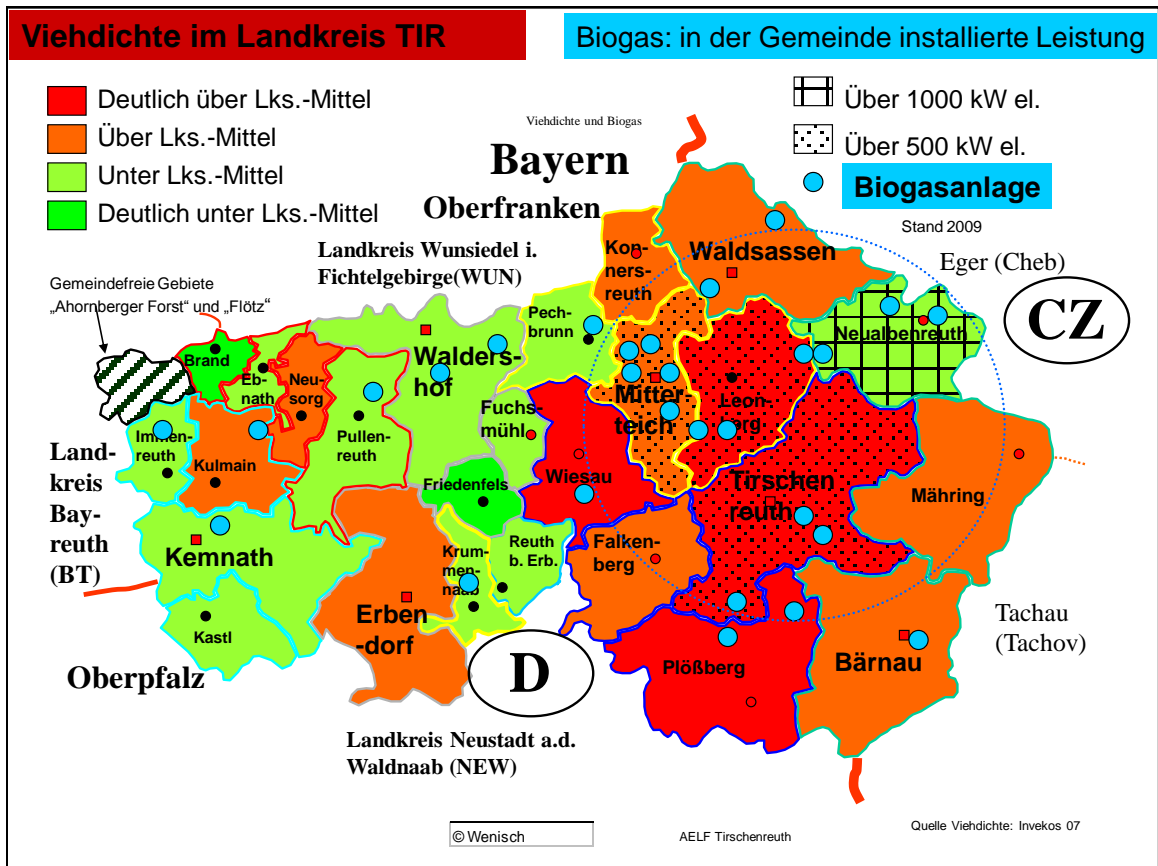 Viehdichte im Landkreis TIR
Biogas: in der Gemeinde installierte Leistung
Deutlich über Lks.-Mittel
Über Lks.-Mittel
Unter Lks.-Mittel
Deutlich unter Lks.-Mittel
Über 1000 kW el.
Über 500 kW el.
Biogasanlage
Stand 2009
Viehdichte und Biogas
Bayern
Oberfranken
Landkreis Wunsiedel i.
Fichtelgebirge(WUN)
Gemeindefreie Gebiete
„Ahornberger Forst“ und „Flötz“
Eger (Cheb)
CZ
Kon-
ners-
reuth
Waldsassen
Pech-
brunn
Neualbenreuth
Brand
Eb-
nath
Neu-
sorg
Walders-
hof
Mitter
teich
Leon-
berg
Fuchs-
mühl
Immen-
reuth
Kulmain
Pullen-
reuth
Land-
kreis
Bay-
reuth
(BT)
Wiesau
Friedenfels
Tirschen
reuth
Mähring
Kemnath
Krum-
men-
naab
Reuth
b. Erb.
Falken-
berg
Kastl
Erben
-dorf
Tachau
(Tachov)
Oberpfalz
D
Plößberg
Bärnau
Landkreis Neustadt a.d.
Waldnaab (NEW)
© Wenisch
AELF Tirschenreuth
Quelle Viehdichte: Invekos 07